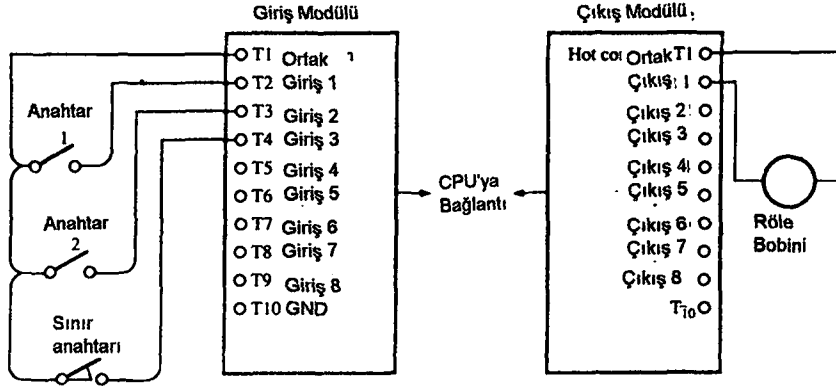 Giriş Modülü
T1 Ortak
T2 Giriş 1
T3 Giriş 2
T4 Giriş 3
T5 Giriş 4
T6 Giriş 5
T7 Giriş 6
T8 Giriş 7
T9 Giriş 8
T10 GND
Anahtar
1
Anahtar
2
Sınır
anahtarı
CPU'ya
Bağlantı
Çıkış Modülü
Hot Ortak T1
Çıkış 1
Çıkış 2
Çıkış 3
Çıkış 4
Çıkış 5
Çıkış 6
Çıkış 7
Çıkış 8
T10
Röle
Bobini